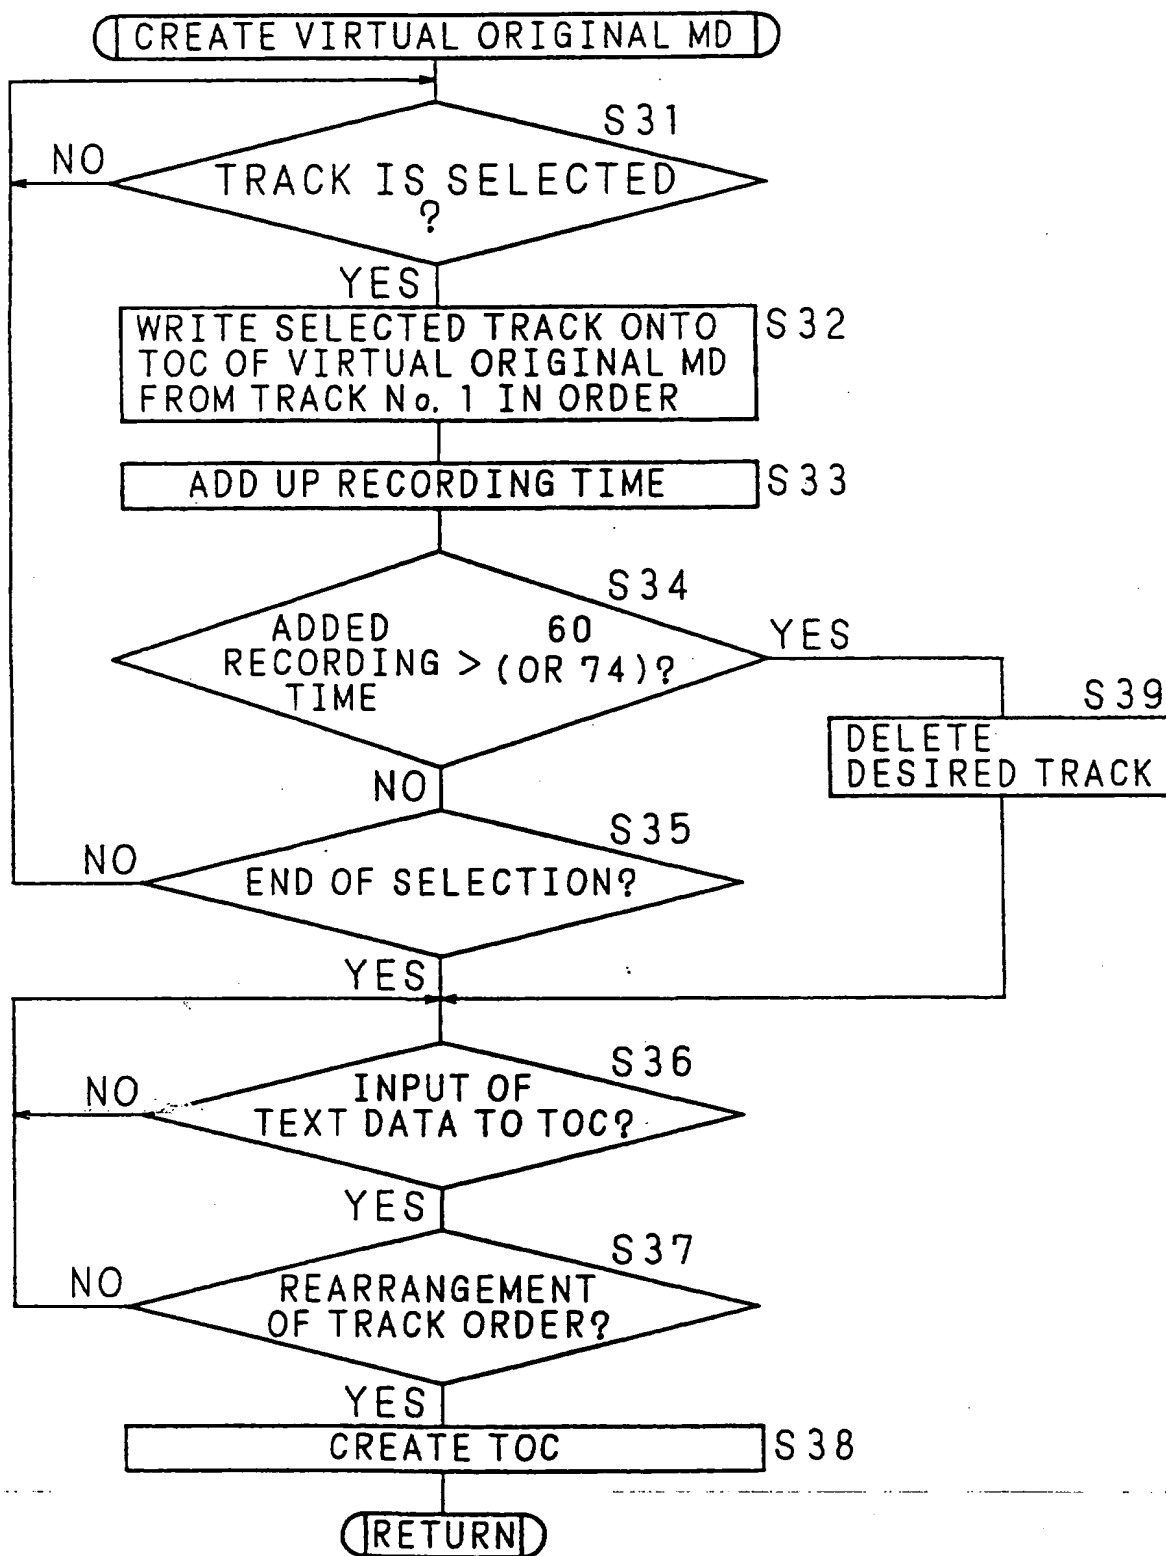 CREATE VIRTUAL ORIGINAL MD
S31
NO
TRACK IS SELECTED
?
YES
WRITE SELECTED TRACK ONTO
TOC OF VIRTUAL ORIGINAL MD
FROM TRACK No. 1 IN ORDER
S32
ADD UP RECORDING TIME
S33
S34
ADDED
RECORDING
TIME
>
60
(OR 74)?
YES
S39
DELETE
DESIRED TRACK
NO
S35
NO
END OF SELECTION?
YES
S36
NO
INPUT OF
TEXT DATA TO TOC?
YES
S37
NO
REARRANGEMENT
OF TRACK ORDER?
YES
CREATE TOC
S38
RETURN